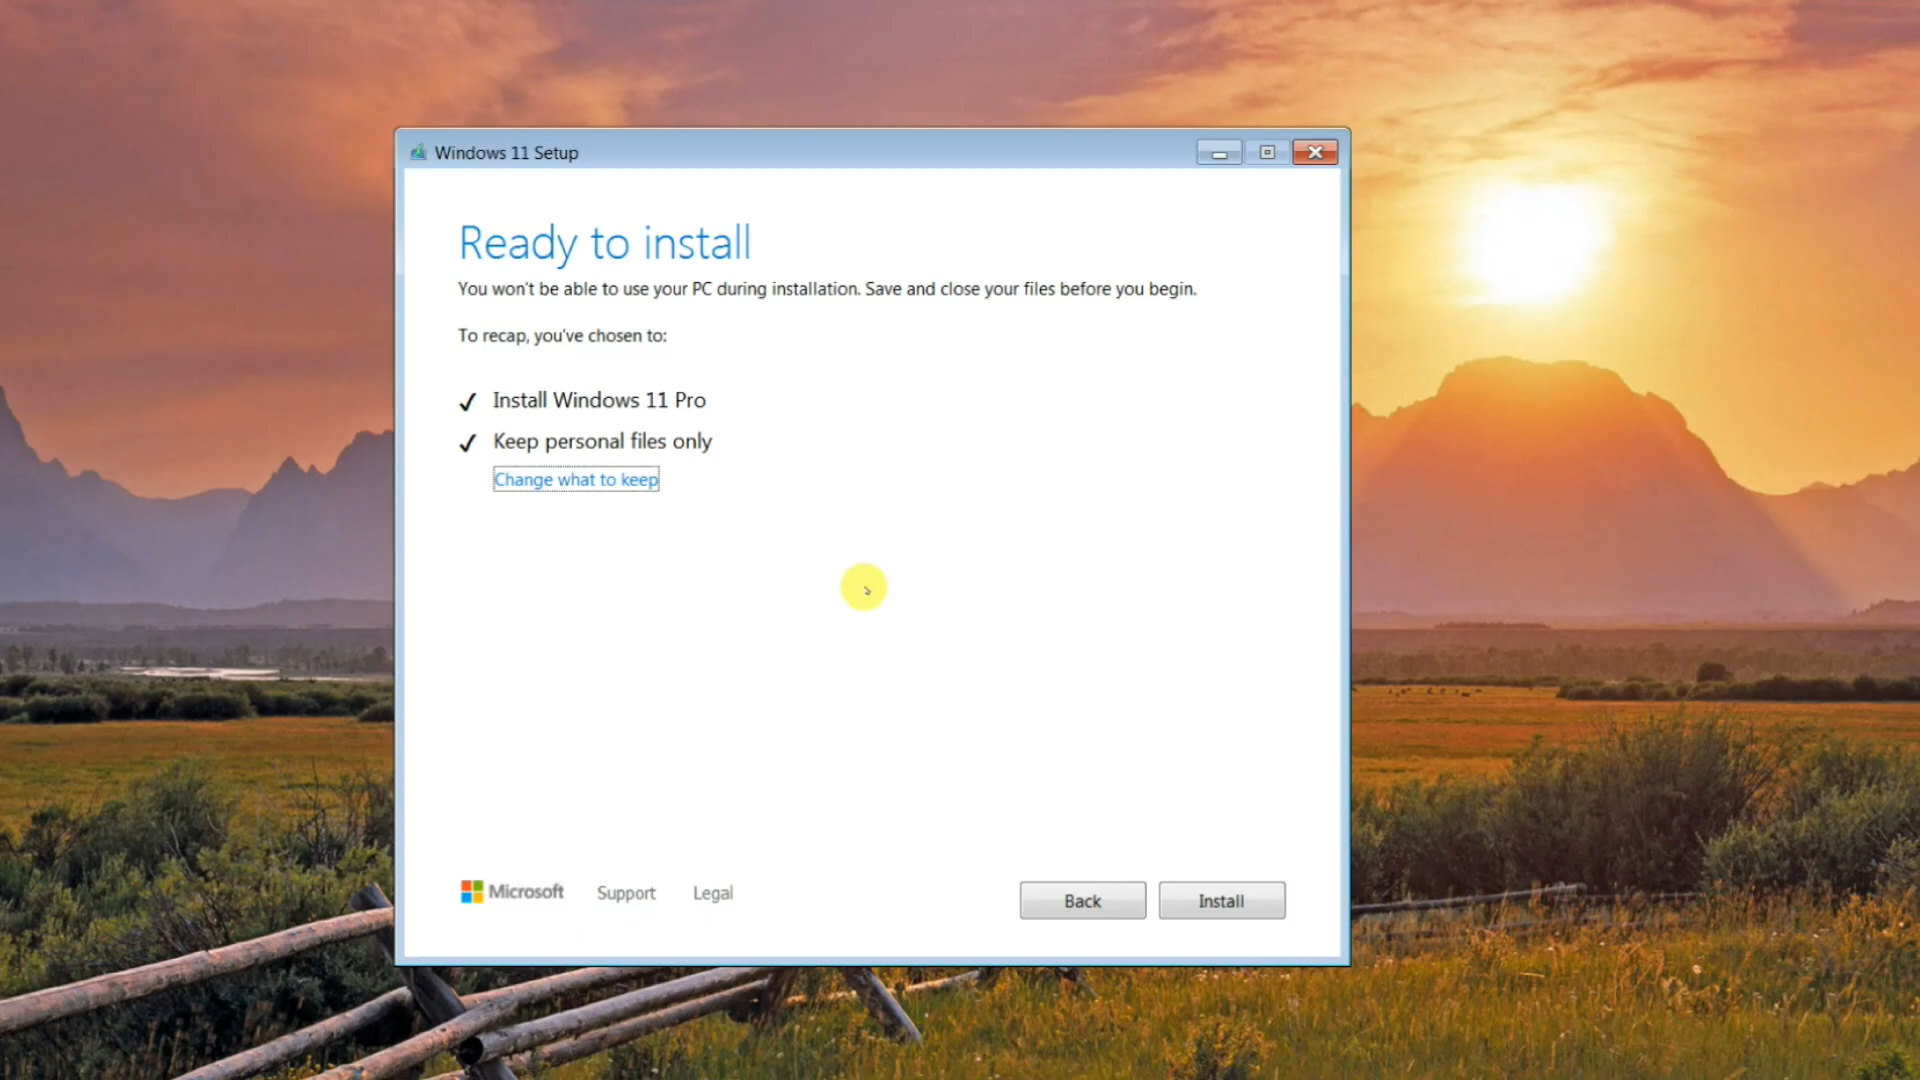 Windows 11 Setup
Ready to install
You won't be able to use your PC during installation. Save and close your files before you begin.
To recap, you've chosen to:
Install Windows 11 Pro
Keep personal files only
Change what to keep
Microsoft Support Legal
Back Install